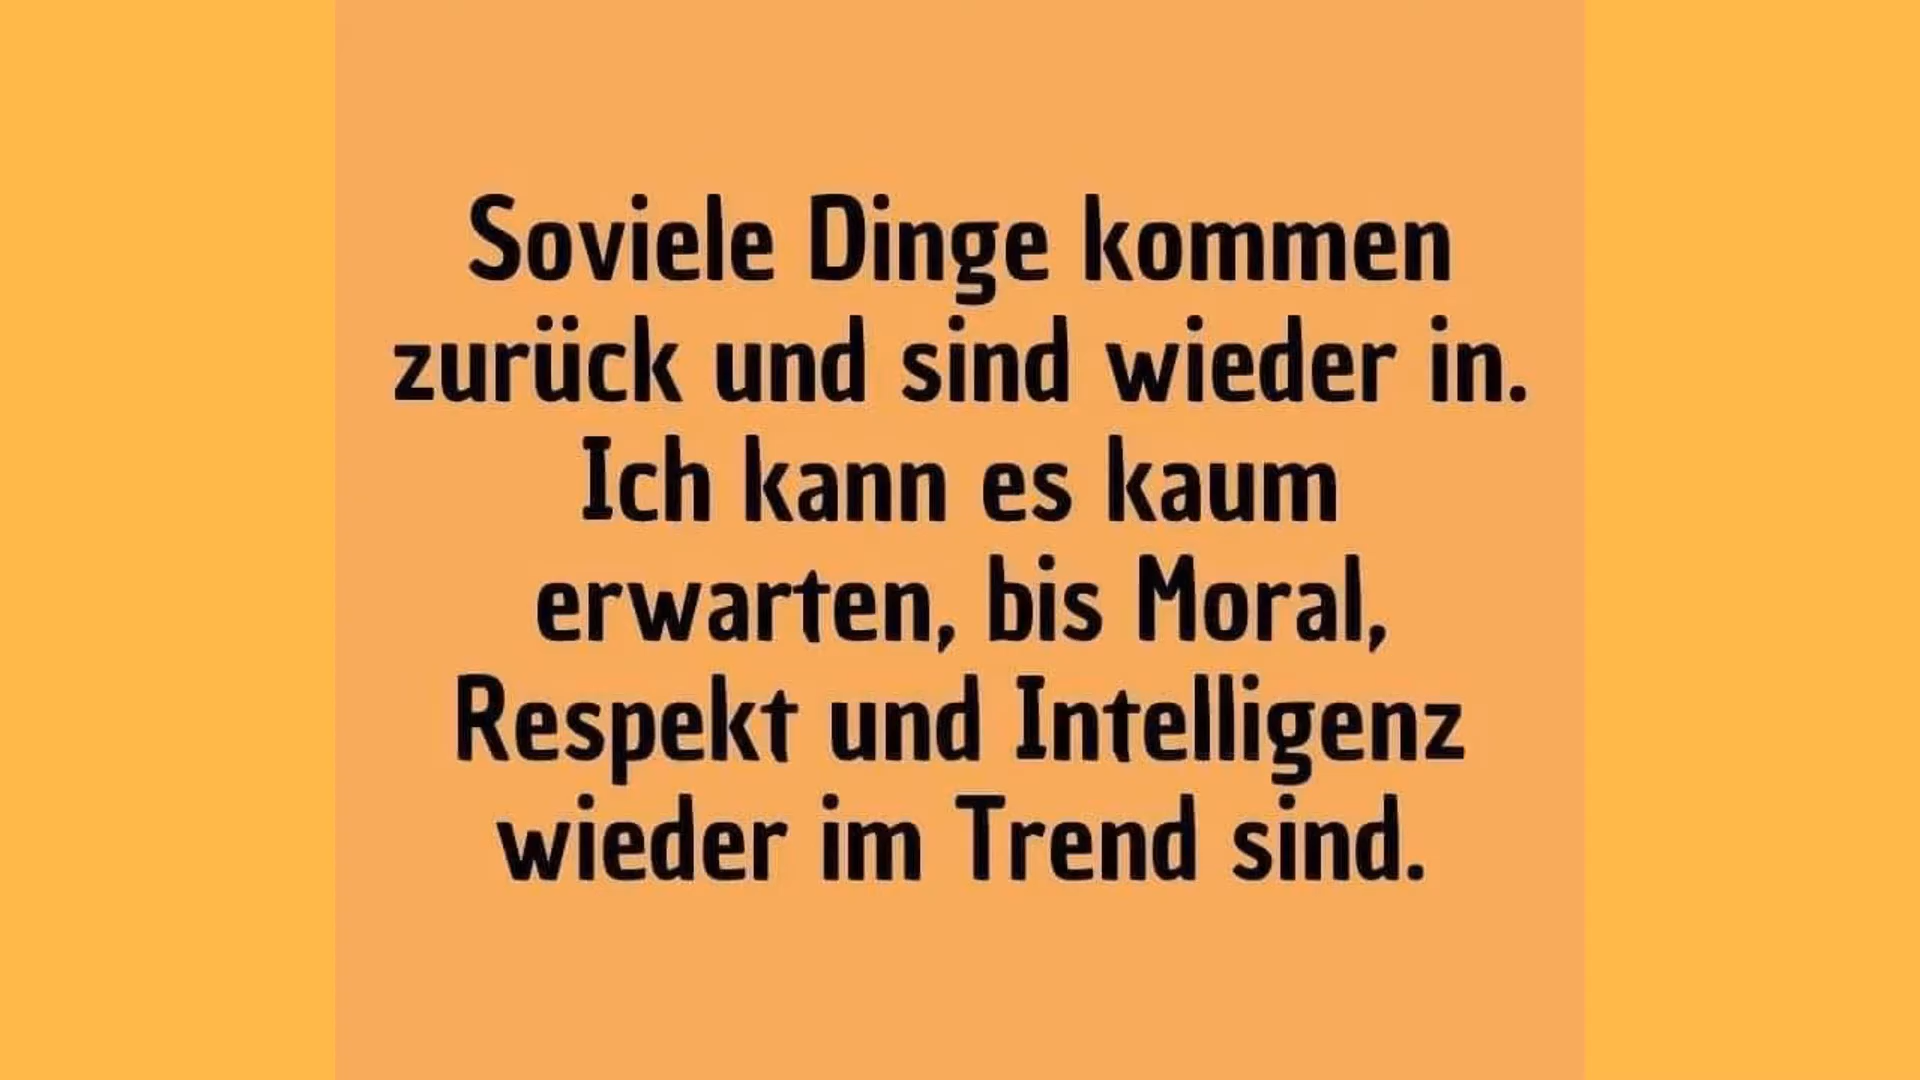 Soviele Dinge kommen
zurück und sind wieder in.
Ich kann es kaum
erwarten, bis Moral,
Respekt und Intelligenz
wieder im Trend sind.